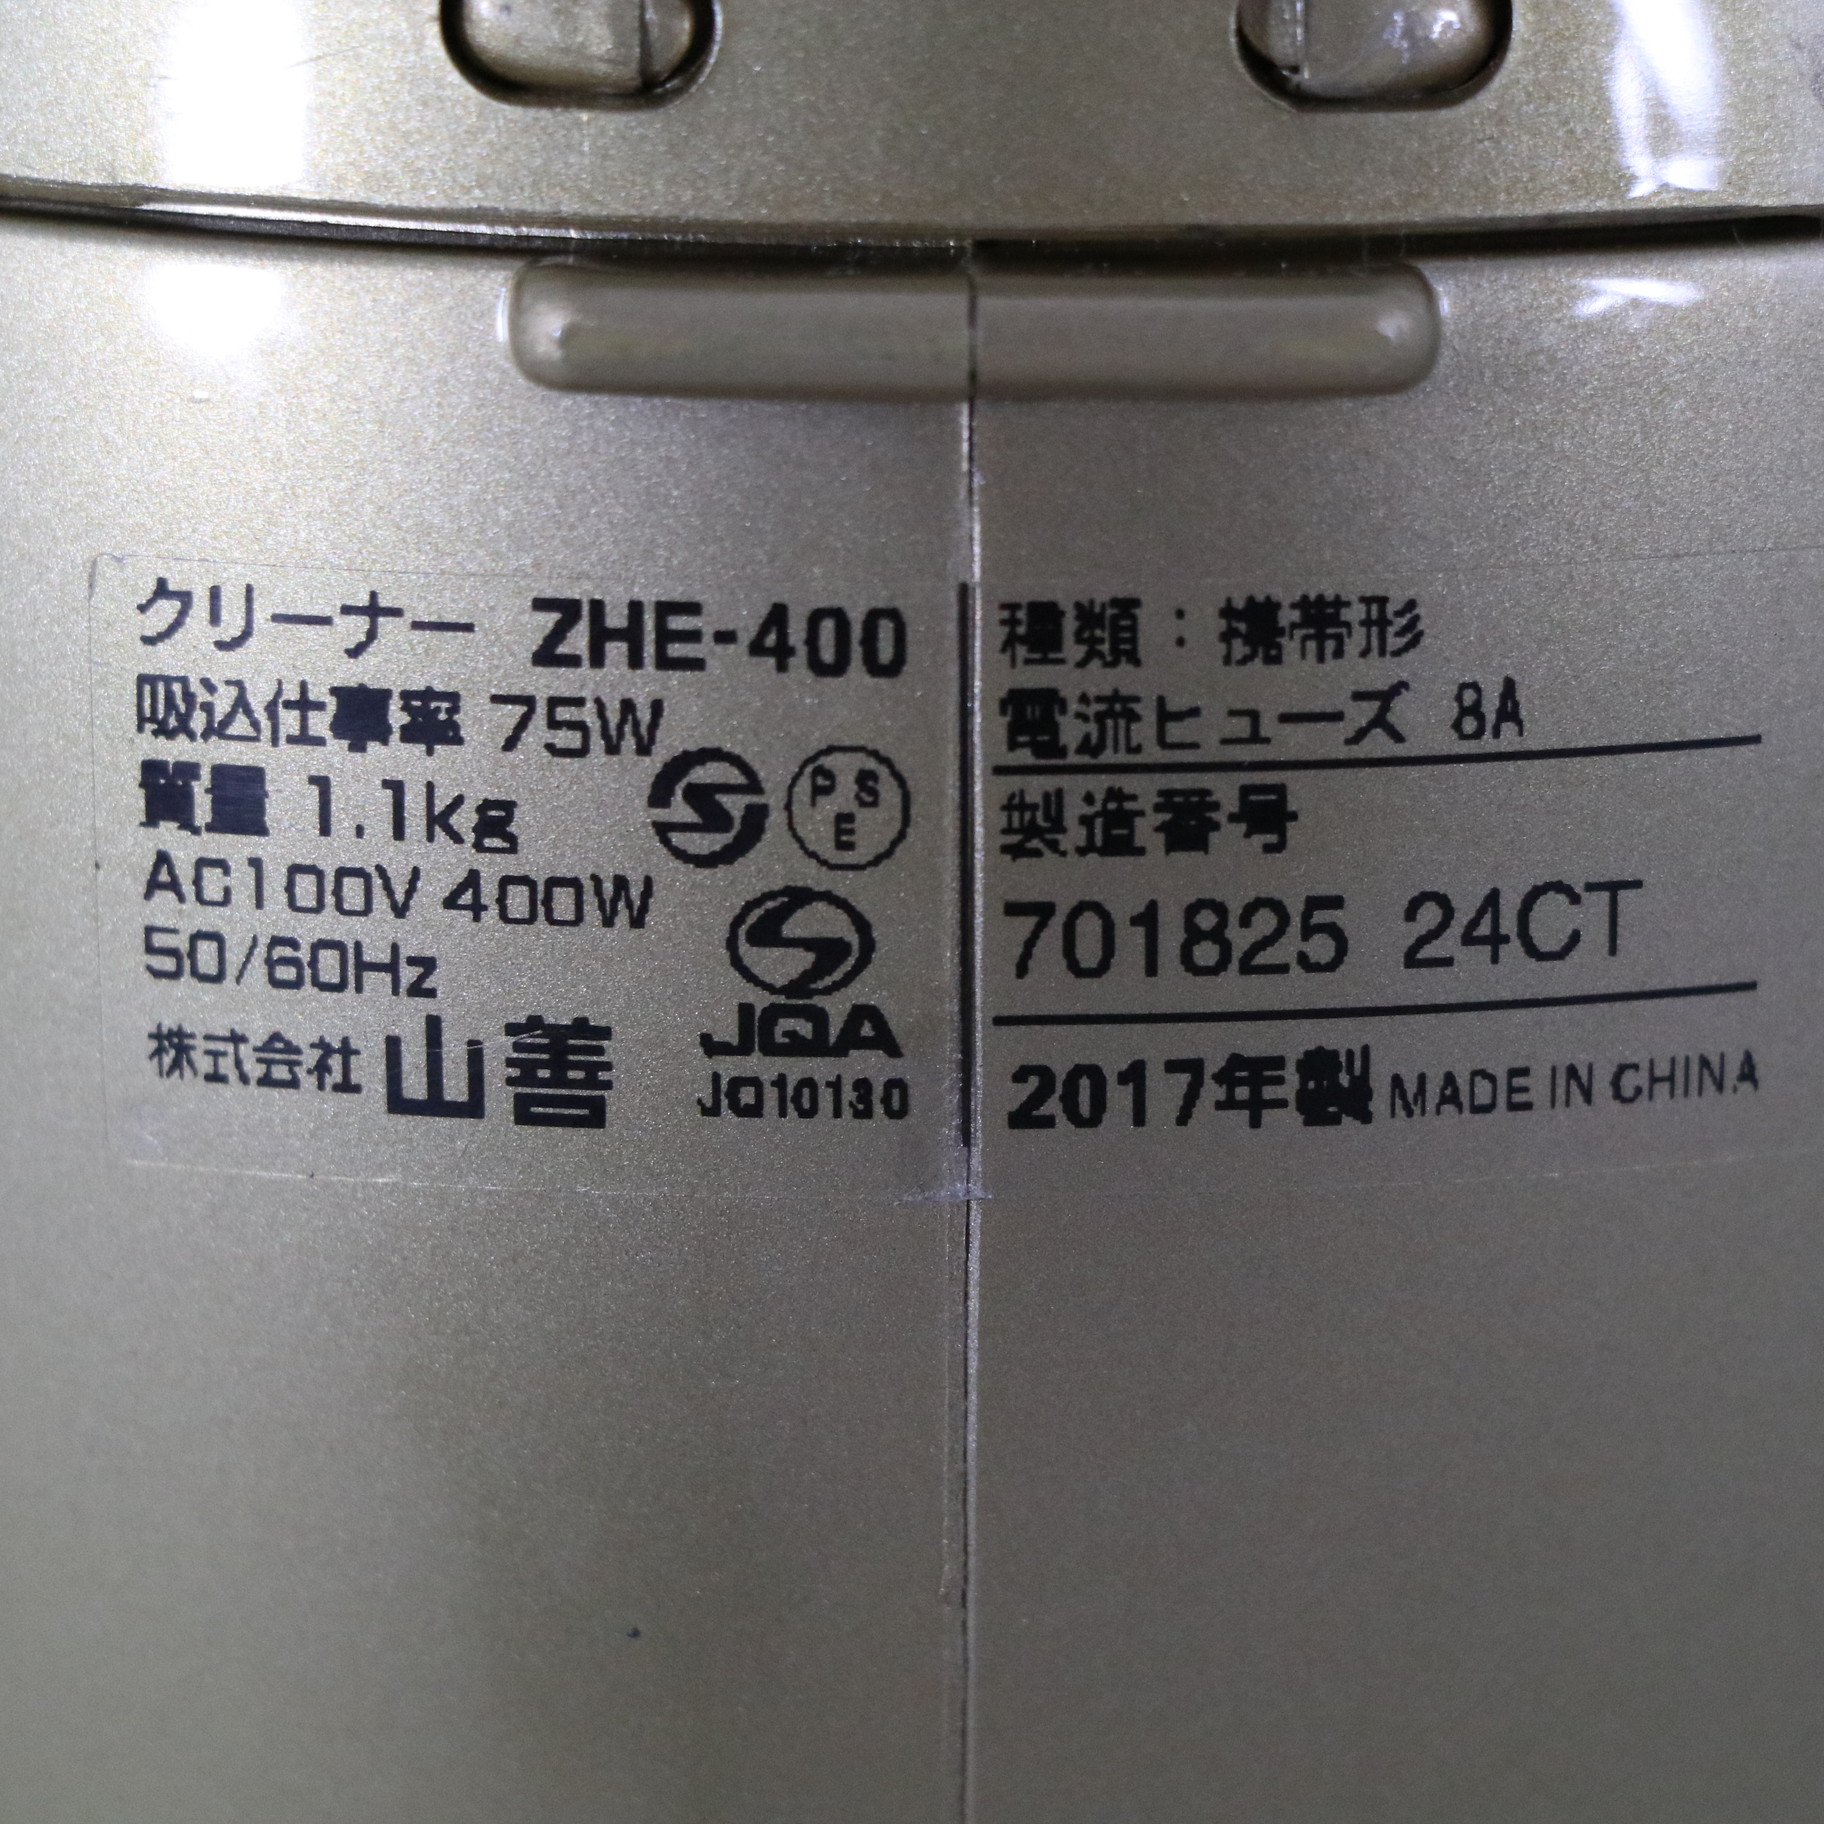 クリーナー ZHE-400
吸込仕事率 75W
質量 1.1kg
PSE
AC100V 400W
50/60Hz
株式会社 山善
JQA
JQ10130
種類：携帯形
電流ヒューズ 8A
製造番号
701825 24CT
2017年製 MADE IN CHINA